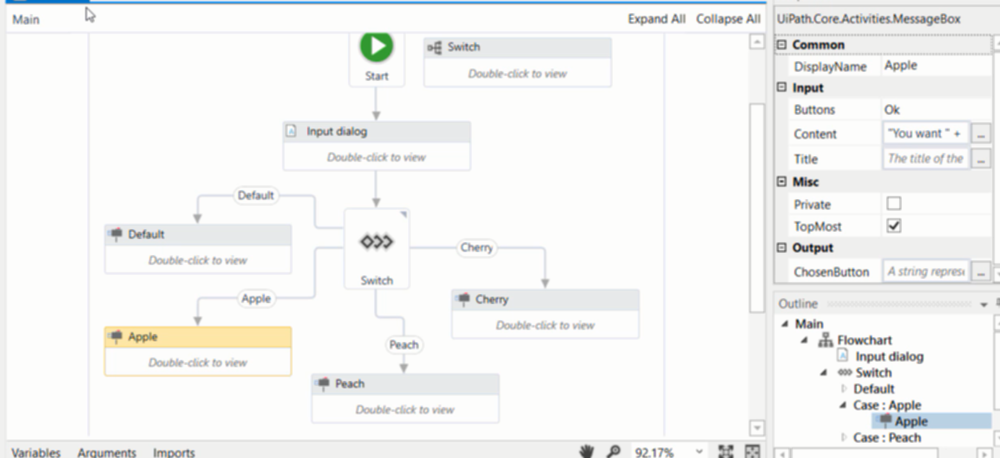 Main
Expand All Collapse All
Start
Switch
Double-click to view
Input dialog
Double-click to view
Default
Default
Double-click to view
Switch
Cherry
Cherry
Double-click to view
Apple
Apple
Double-click to view
Peach
Peach
Double-click to view
Variables Arguments Imports
92.17%
UiPath.Core.Activities.MessageBox
Common
DisplayName Apple
Input
Buttons Ok
Content "You want " + ...
Title The title of the ...
Misc
Private
TopMost
Output
ChosenButton A string represe ...
Outline
Main
Flowchart
Input dialog
Switch
Default
Case : Apple
Apple
Case : Peach